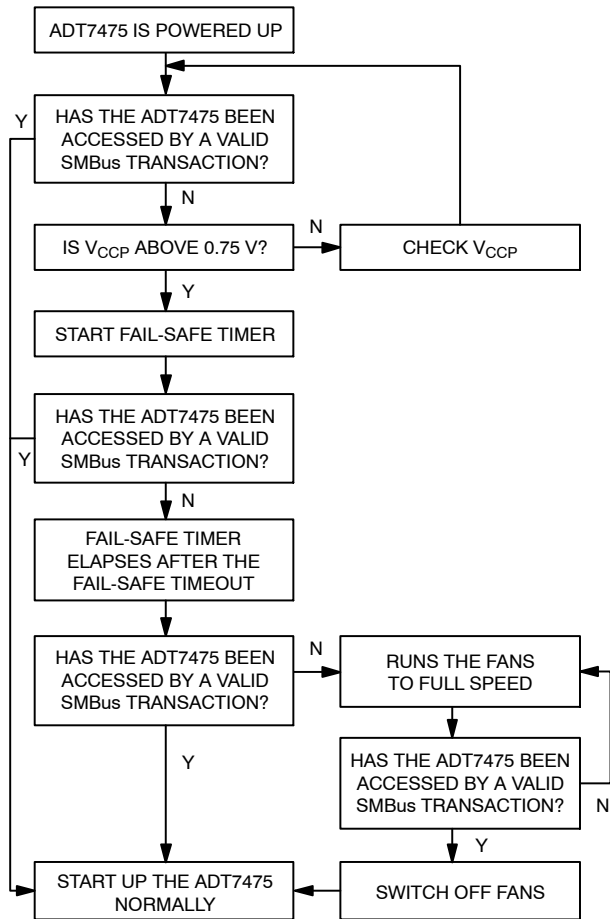 ADT7475 IS POWERED UP
Y
HAS THE ADT7475 BEEN
ACCESSED BY A VALID
SMBus TRANSACTION?
N
IS VCCP ABOVE 0.75 V?
N
CHECK VCCP
Y
START FAIL-SAFE TIMER
HAS THE ADT7475 BEEN
ACCESSED BY A VALID
SMBus TRANSACTION?
Y
N
FAIL-SAFE TIMER
ELAPSES AFTER THE
FAIL-SAFE TIMEOUT
HAS THE ADT7475 BEEN
ACCESSED BY A VALID
SMBus TRANSACTION?
N
RUNS THE FANS
TO FULL SPEED
Y
HAS THE ADT7475 BEEN
ACCESSED BY A VALID
SMBus TRANSACTION?
N
Y
START UP THE ADT7475
NORMALLY
SWITCH OFF FANS